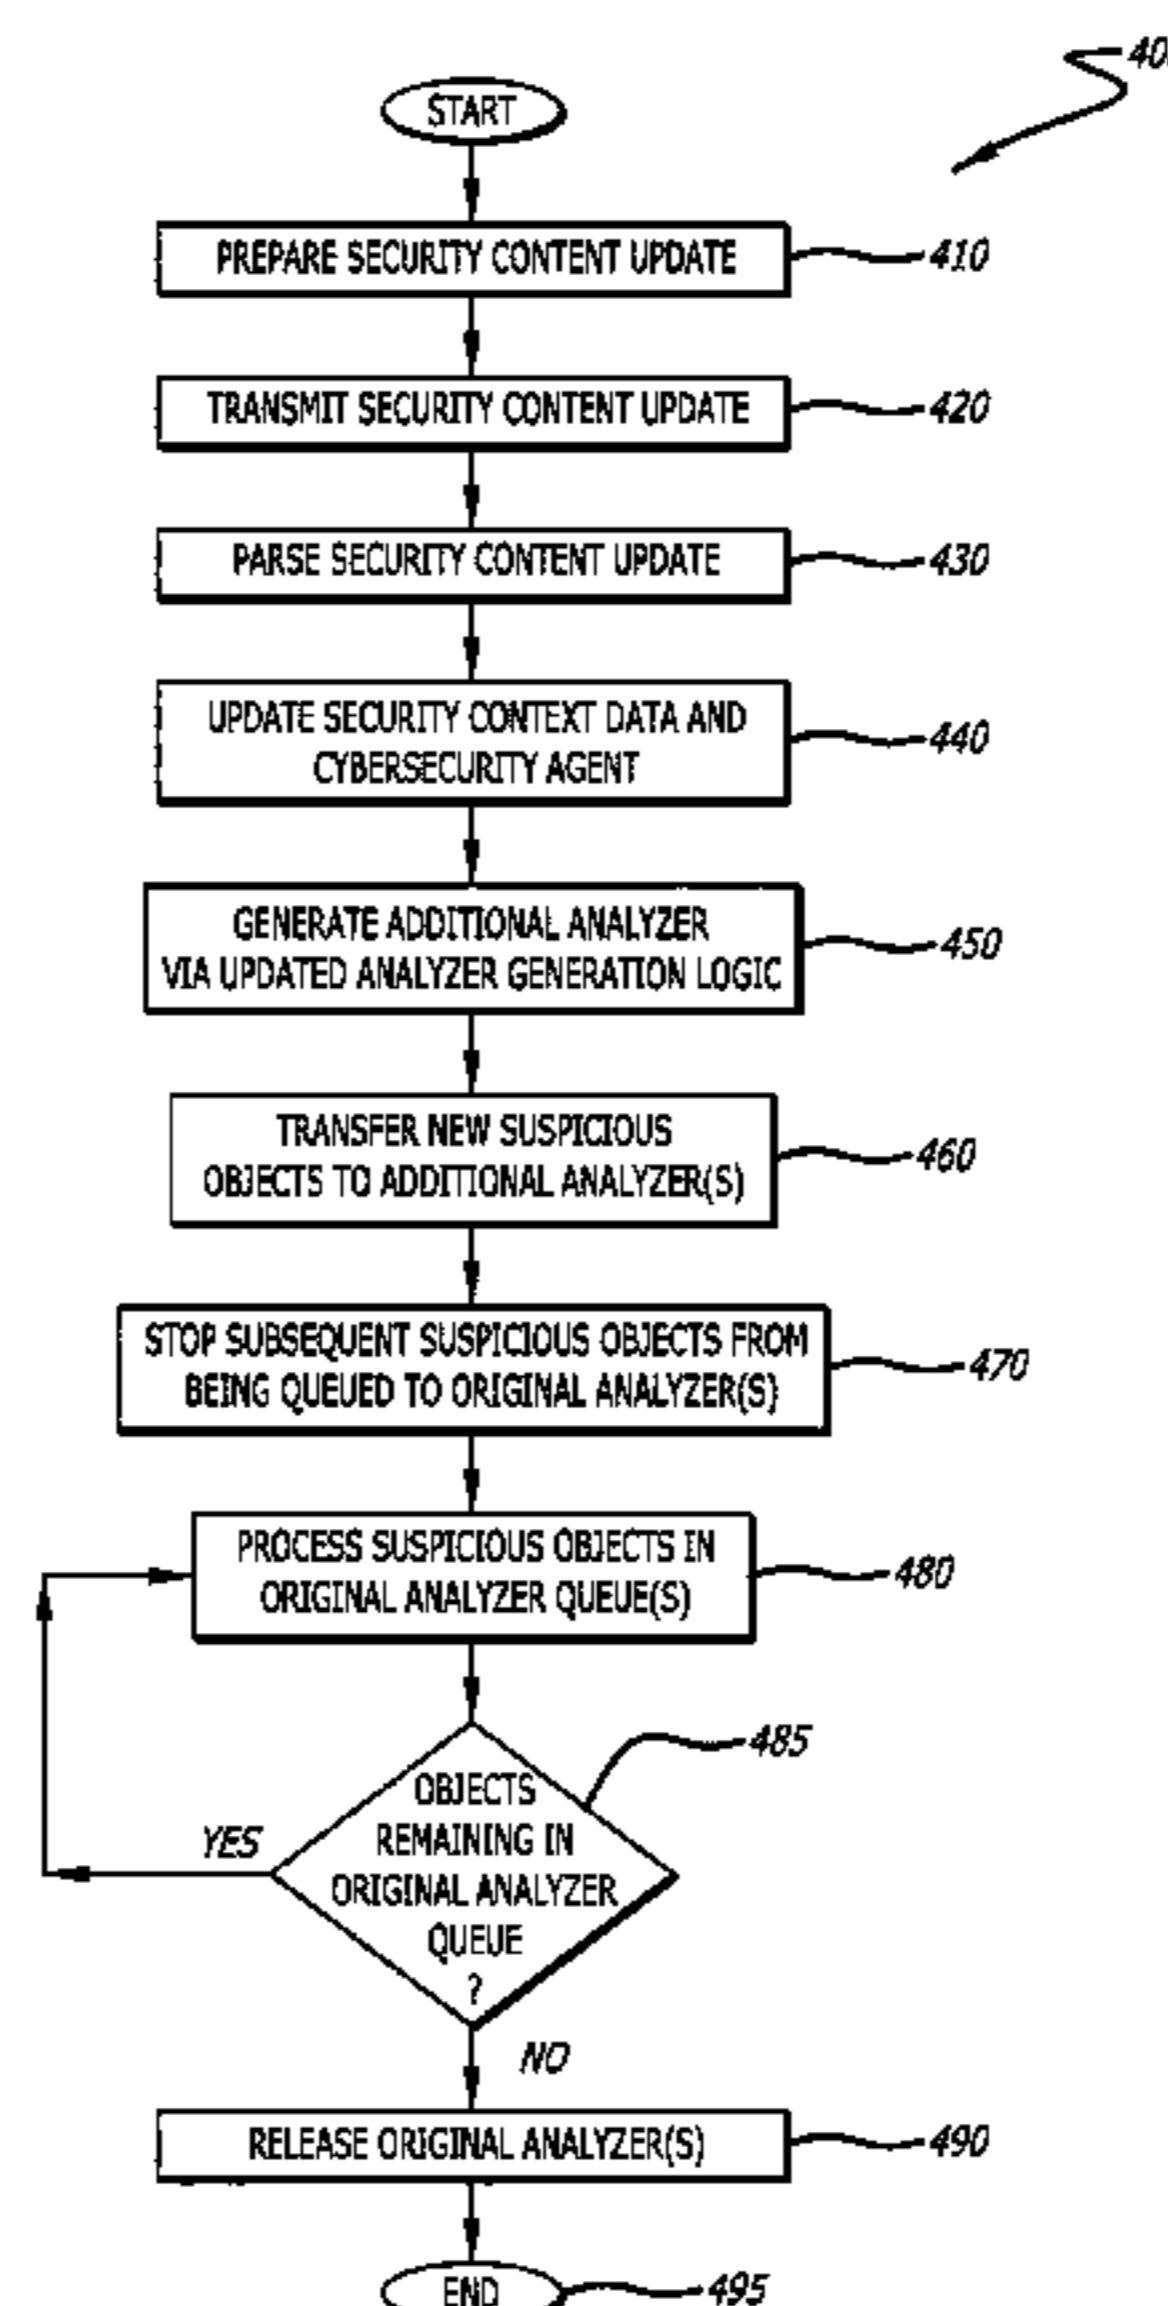 START
PREPARE SECURITY CONTENT UPDATE
410
TRANSMIT SECURITY CONTENT UPDATE
420
PARSE SECURITY CONTENT UPDATE
430
UPDATE SECURITY CONTEXT DATA AND
CYBERSECURITY AGENT
440
GENERATE ADDITIONAL ANALYZER
VIA UPDATED ANALYZER GENERATION LOGIC
450
TRANSFER NEW SUSPICIOUS
OBJECTS TO ADDITIONAL ANALYZER(S)
460
STOP SUBSEQUENT SUSPICIOUS OBJECTS FROM
BEING QUEUED TO ORIGINAL ANALYZER(S)
470
PROCESS SUSPICIOUS OBJECTS IN
ORIGINAL ANALYZER QUEUE(S)
480
485
OBJECTS
REMAINING IN
ORIGINAL ANALYZER
QUEUE
?
YES
NO
RELEASE ORIGINAL ANALYZER(S)
490
END
495